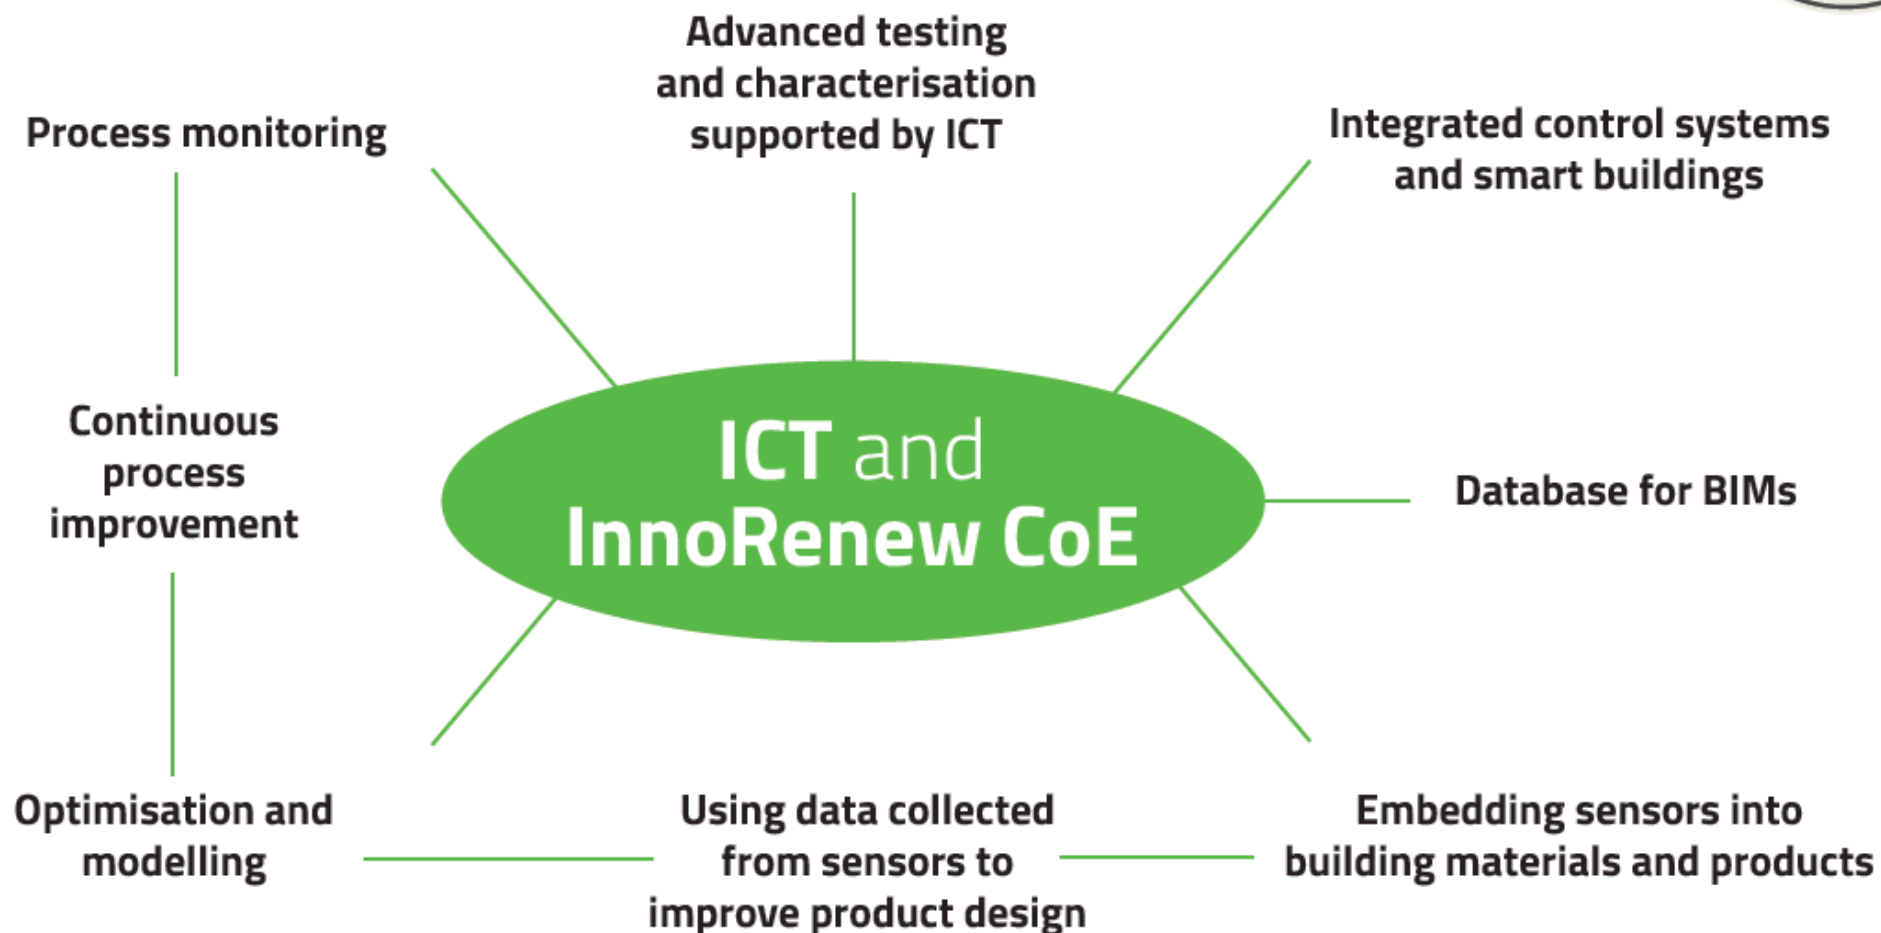 Advanced testing
and characterisation
supported by ICT
Process monitoring
Integrated control systems
and smart buildings
Continuous
process
improvement
ICT and
InnoRenew CoE
Database for BIMs
Optimisation and
modelling
Using data collected
from sensors to
improve product design
Embedding sensors into
building materials and products